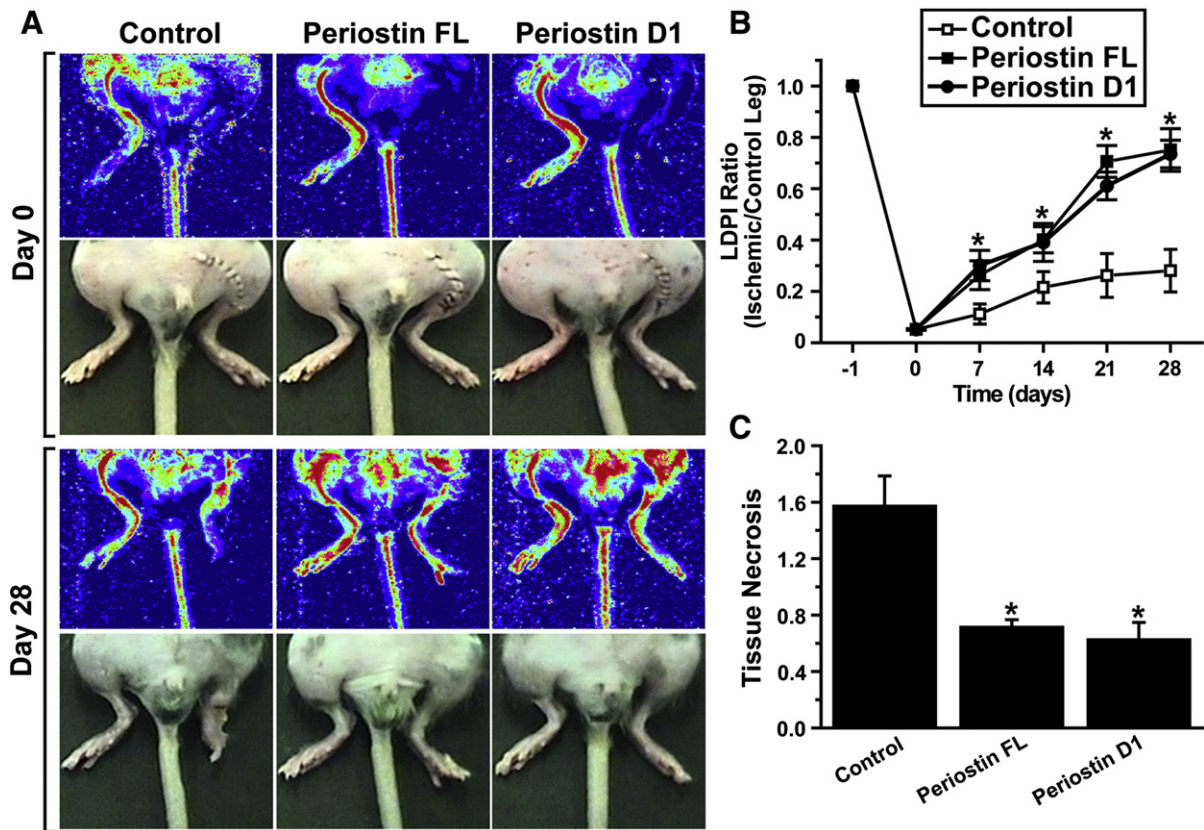 A
Control
Periostin FL
Periostin D1
Day 0
Day 28
B
Control
Periostin FL
Periostin D1
LDPI Ratio
(Ischemic/Control Leg)
1.0
0.8
0.6
0.4
0.2
0
*
*
*
*
-1
0
7
14
21
28
Time (days)
C
Tissue Necrosis
2.0
1.6
1.2
0.8
0.4
0.0
*
*
Control
Periostin FL
Periostin D1